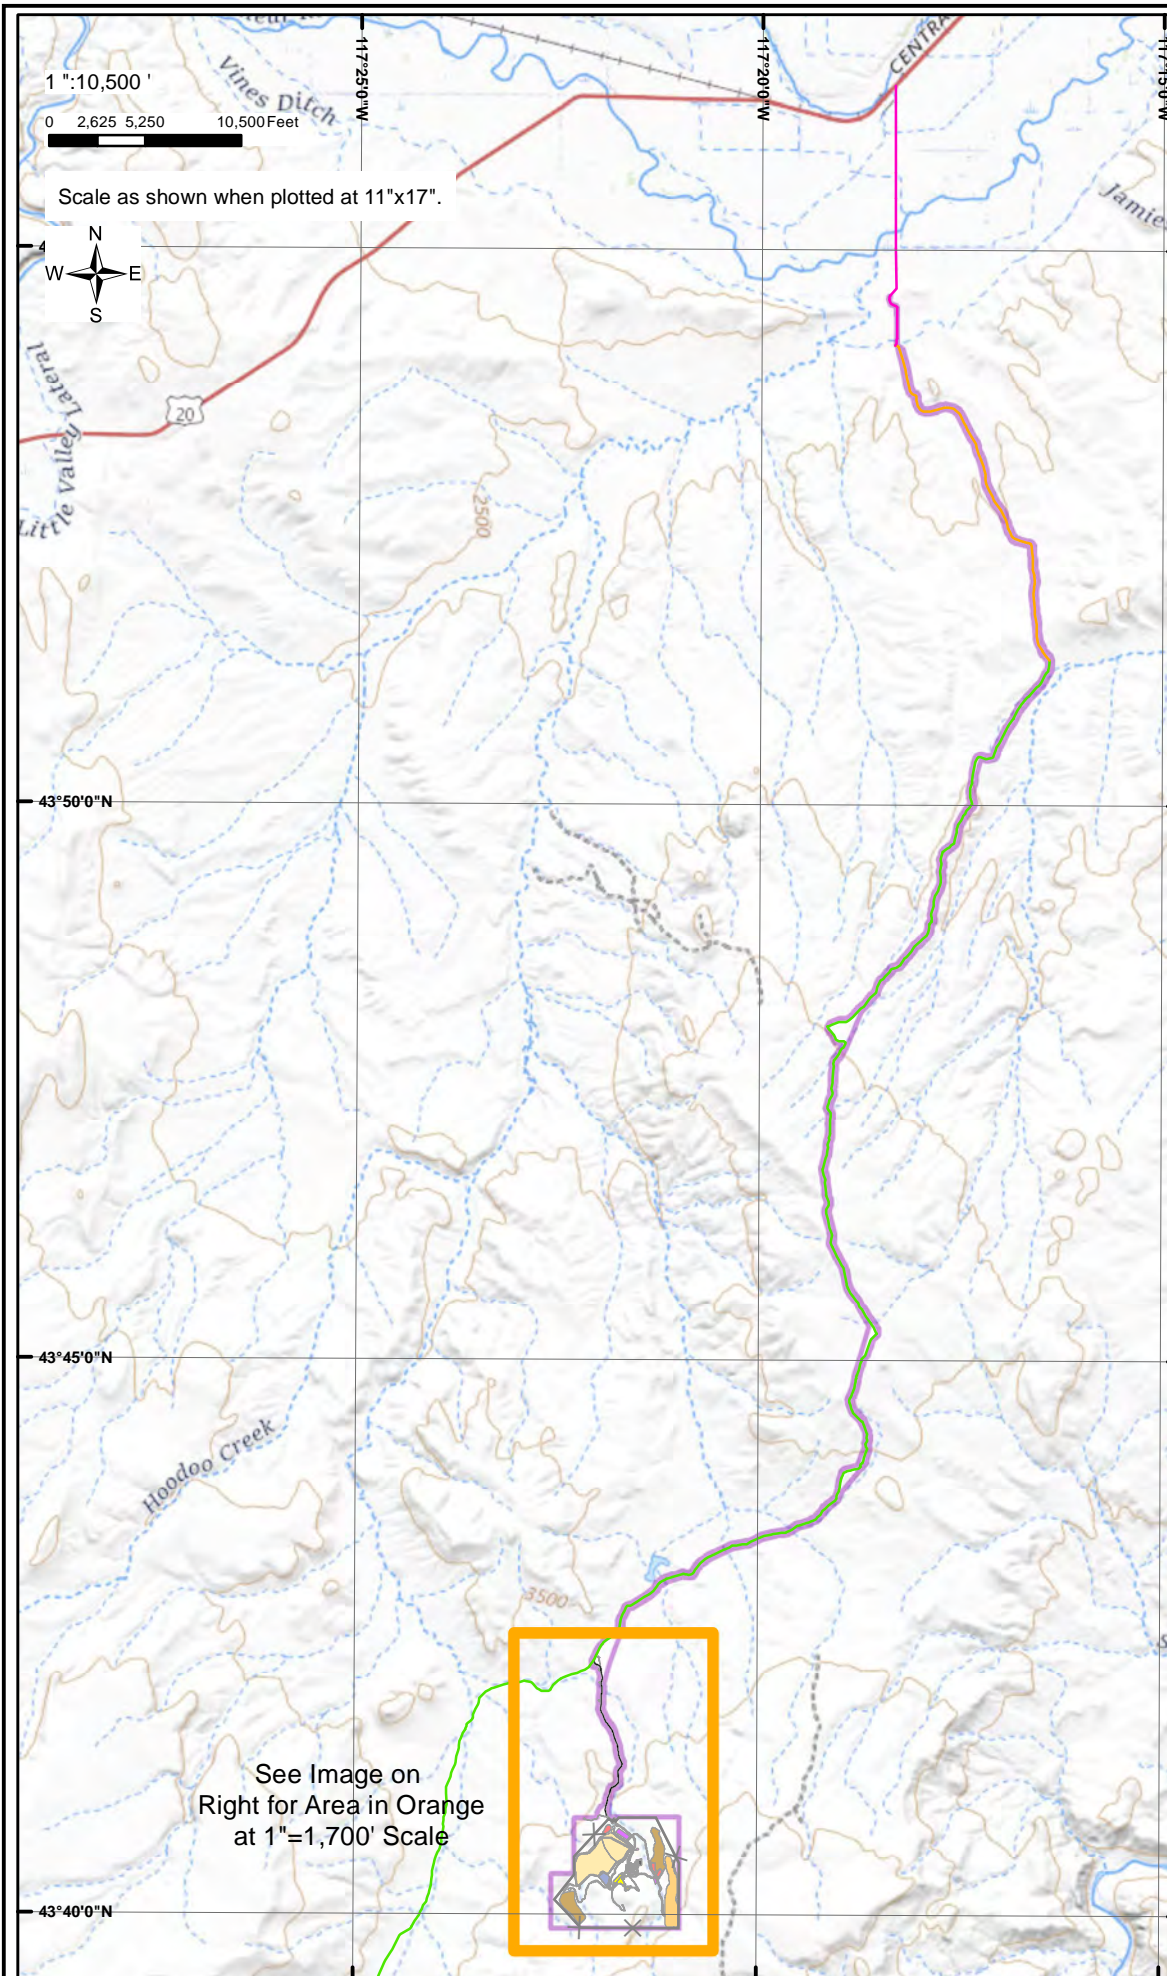 1 ":10,500 '
0 2,625 5,250 10,500 Feet
Scale as shown when plotted at 11"x17".
N
W E
S
117°25'0"W
117°20'0"W
117°15'0"W
Vines Ditch
CENTRA
Jamie
20
Little Valley Lateral
2500
43°50'0"N
43°45'0"N
Hoodoo Creek
3500
See Image on
Right for Area in Orange
at 1"=1,700' Scale
43°40'0"N